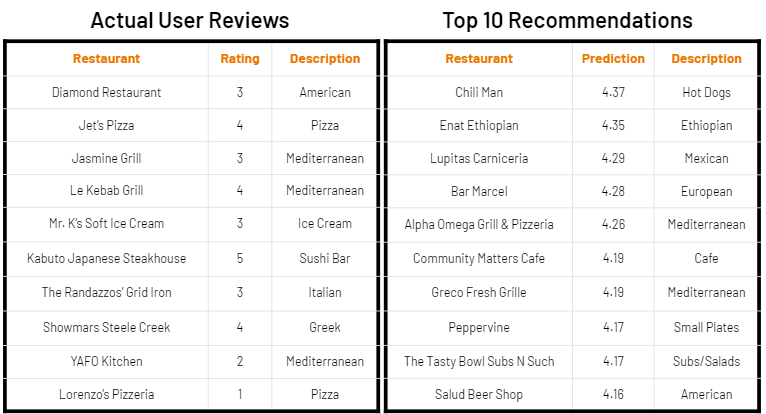 Actual User Reviews
Restaurant Rating Description
Diamond Restaurant 3 American
Jet's Pizza 4 Pizza
Jasmine Grill 3 Mediterranean
Le Kebab Grill 4 Mediterranean
Mr. K's Soft Ice Cream 3 Ice Cream
Kabuto Japanese Steakhouse 5 Sushi Bar
The Randazzos' Grid Iron 3 Italian
Showmars Steele Creek 4 Greek
YAFO Kitchen 2 Mediterranean
Lorenzo's Pizzeria 1 Pizza
Top 10 Recommendations
Restaurant Prediction Description
Chili Man 4.37 Hot Dogs
Enat Ethiopian 4.35 Ethiopian
Lupitas Carniceria 4.29 Mexican
Bar Marcel 4.28 European
Alpha Omega Grill & Pizzeria 4.26 Mediterranean
Community Matters Cafe 4.19 Cafe
Greco Fresh Grille 4.19 Mediterranean
Peppervine 4.17 Small Plates
The Tasty Bowl Subs N Such 4.17 Subs/Salads
Salud Beer Shop 4.16 American